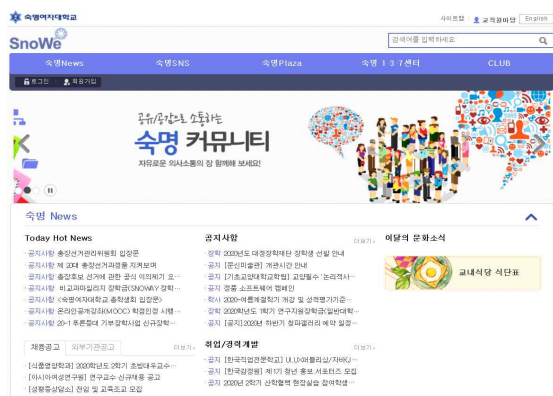 숙명여자대학교
사이트맵
교직원마당
English
SnoWe
검색어를 입력하세요
숙명News
숙명SNS
숙명Plaza
숙명 1·3·7센터
CLUB
로그인
회원가입
공유/공감으로 소통하는
숙명 커뮤니티
자유로운 의사소통의 장 함께해 보세요!
숙명 News
Today Hot News
· 공지사항 총장선거관리위원회 입장문
· 공지사항 제 20대 총장선거과정을 지켜보며
· 공지사항 총장후보 선거에 관한 공식 이의제기 요…
· 공지사항 비교과마일리지 장학금(SNOWAY 장학…
· 공지사항 <숙명여자대학교 총학생회 입장문>
· 공지사항 온라인공개강좌(MOOC) 학점인정 시행…
· 공지사항 20-1 푸른등대 기부장학사업 신규장학…
공지사항
더보기
· 장학 2020년도 대정장학재단 장학생 선발 안내
· 공지 [문신미술관] 개관시간 안내
· 공지 [기초교양대학교학팀] 교양필수 '논리적사…
· 공지 정품 소프트웨어 캠페인
· 학사 2020-여름계절학기 개강 및 성적평가기준…
· 장학 2020학년도 1학기 연구지원장학금(일반대학…
· 공지 [공지]2020년 하반기 청파갤러리 예약 일정…
이달의 문화소식
교내식당 식단표
채용공고
외부기관공고
더보기
· [식품영양학과] 2020학년도 2학기 초빙대우교수…
· [아시아여성연구원] 연구교수 신규채용 공고
· [성평등상담소] 전임 및 교육조교 모집
취업/경력개발
더보기
· 공지 [한국직업전문학교] UI,UX퍼블리싱/자바(J…
· 공지 [한국감정원] 제1기 청년 홍보 서포터즈 모집
· 공지 2020년 2학기 산학협력 현장실습 참여학생…